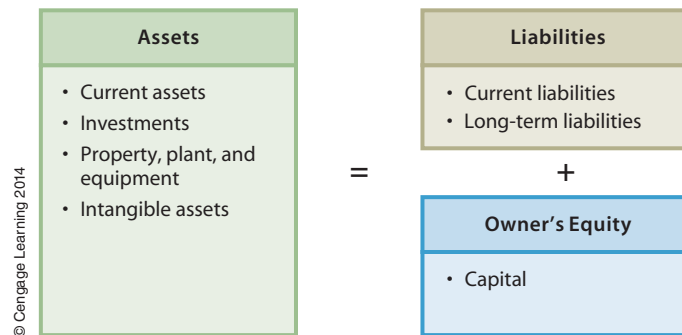 Assets
• Current assets
• Investments
• Property, plant, and
equipment
• Intangible assets
=
Liabilities
• Current liabilities
• Long-term liabilities
+
Owner's Equity
• Capital
© Cengage Learning 2014